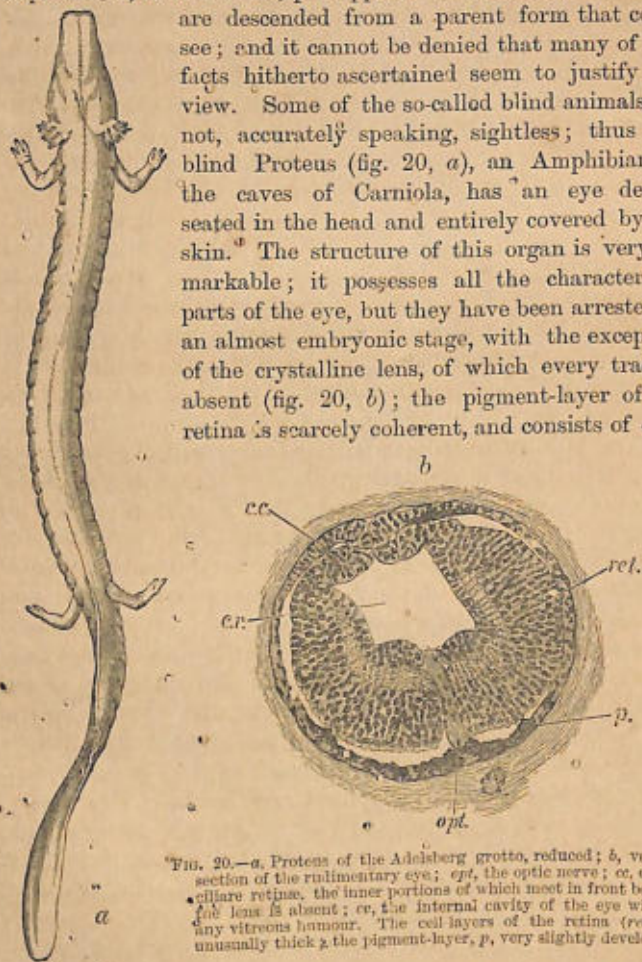 are descended from a parent form that c
see; and it cannot be denied that many of
facts hitherto ascertained seem to justify
view. Some of the so-called blind animals
not, accurately speaking, sightless; thus
blind Proteus (fig. 20, a), an Amphibian
the caves of Carniola, has an eye de
seated in the head and entirely covered by
skin. The structure of this organ is very
markable; it possesses all the character
parts of the eye, but they have been arreste
an almost embryonic stage, with the excep
of the crystalline lens, of which every tra
absent (fig. 20, b); the pigment-layer of
retina is scarcely coherent, and consists of
b
c.c.
ret.
c.v.
p.
opt.
a
FIG. 20.—a, Proteus of the Adelsberg grotto, reduced; b, ve
section of the rudimentary eye; opt, the optic nerve; cc, c
ciliare retinæ, the inner portions of which meet in front be
the lens is absent; cv, the internal cavity of the eye wi
any vitreous humour. The cell layers of the retina (re
unusually thick; the pigment-layer, p, very slightly devel